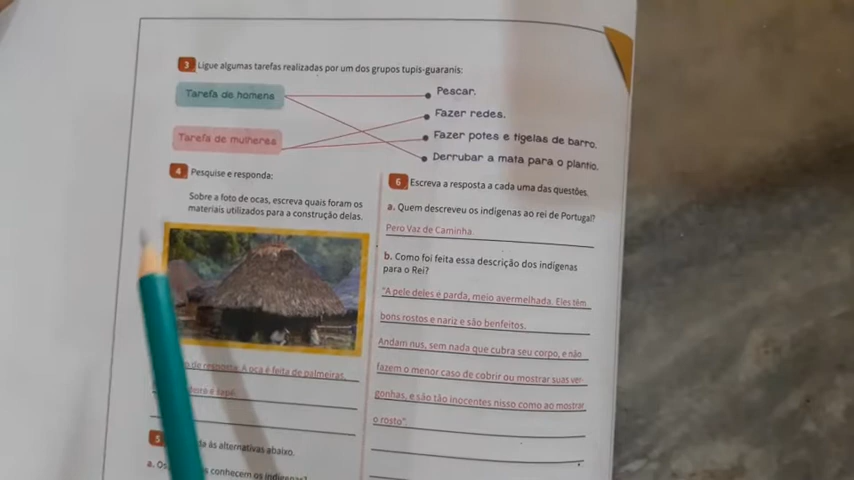 3 Ligue algumas tarefas realizadas por um dos grupos tupis-guaranis:
Tarefa de homens
Tarefa de mulheres
Pescar.
Fazer redes.
Fazer potes e tigelas de barro.
Derrubar a mata para o plantio.
4 Pesquise e responda:
Sobre a foto de ocas, escreva quais foram os
materiais utilizados para a construção delas.
de resposta: A oca é feita de palmeiras,
e sapé.
5 às alternativas abaixo.
a. conhecem os indígenas?
6 Escreva a resposta a cada uma das questões.
a. Quem descreveu os indígenas ao rei de Portugal?
Pero Vaz de Caminha
b. Como foi feita essa descrição dos indígenas
para o Rei?
"A pele deles é parda, meio avermelhada. Eles têm
bons rostos e nariz e são benfeitos.
Andam nus, sem nada que cubra seu corpo, e não
fazem o menor caso de cobrir ou mostrar suas ver-
gonhas, e são tão inocentes nisso como ao mostrar
o rosto".